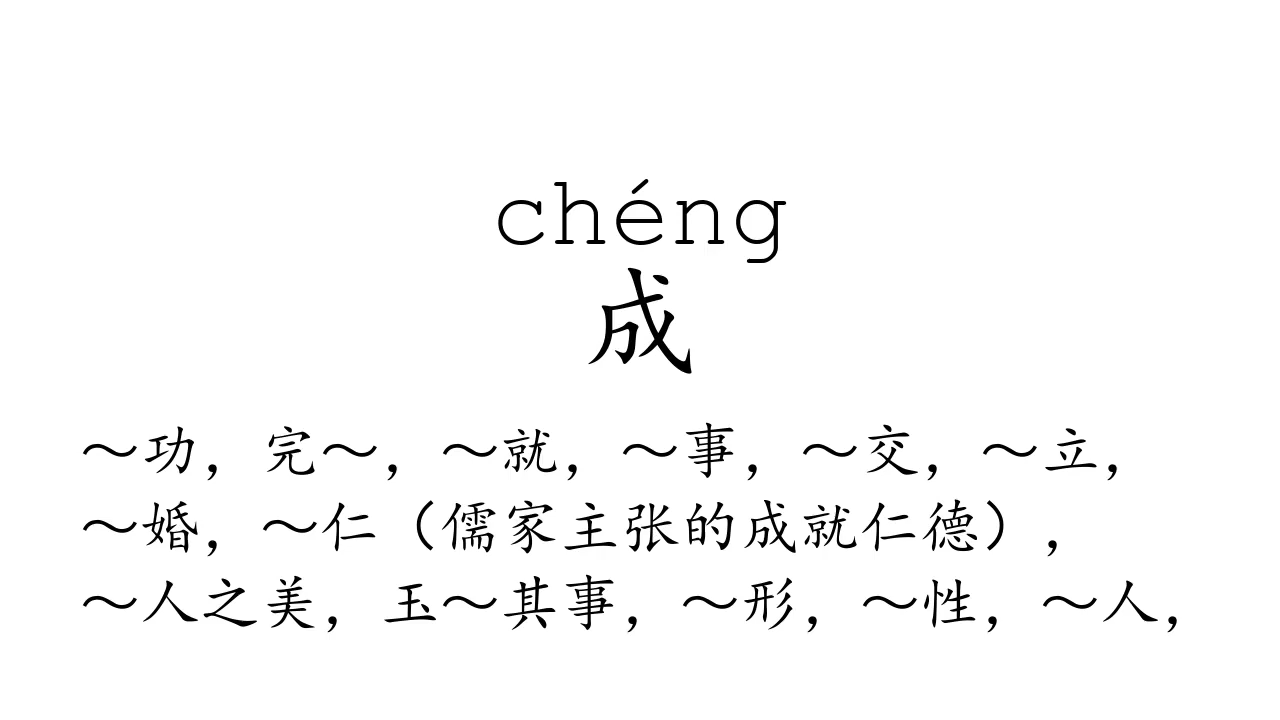 chéng
成
～功，完～，～就，～事，～交，～立，
～婚，～仁（儒家主张的成就仁德），
～人之美，玉～其事，～形，～性，～人，